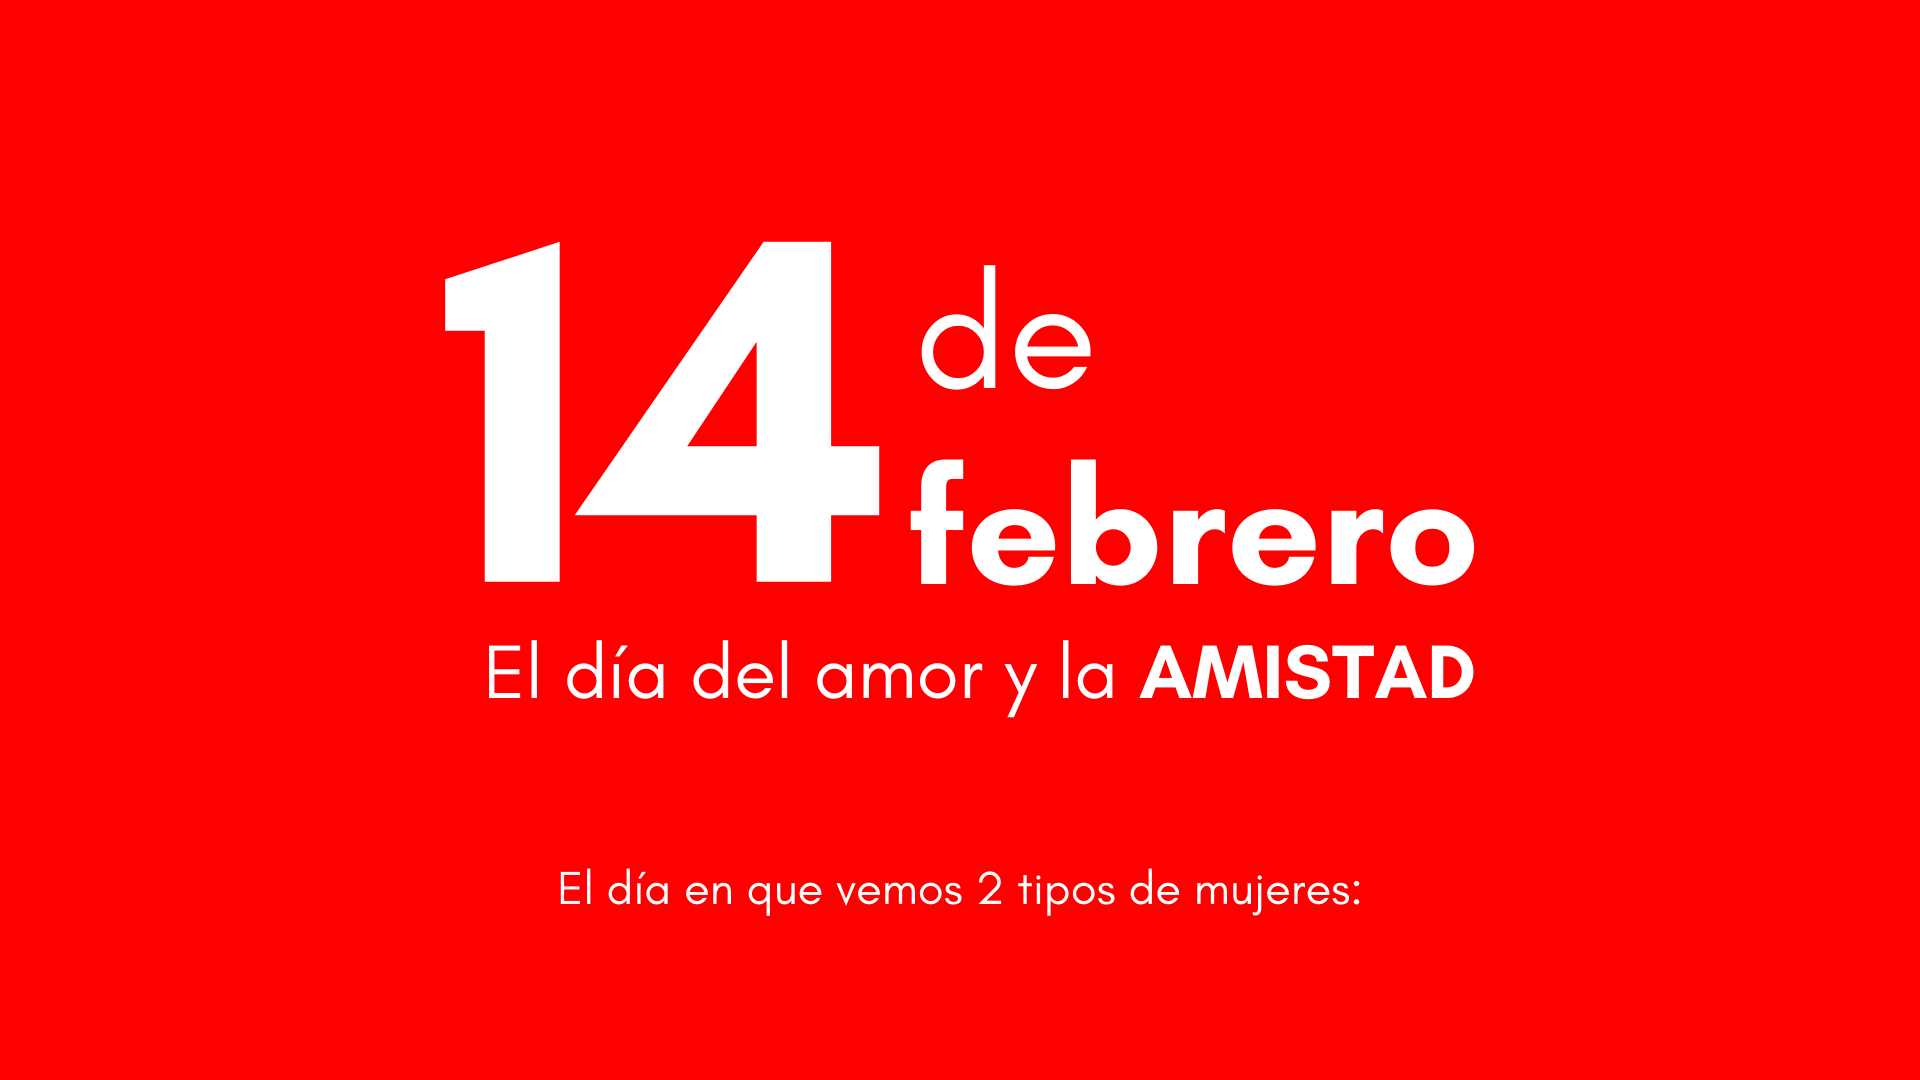 14 de
febrero
El día del amor y la AMISTAD
El día en que vemos 2 tipos de mujeres: